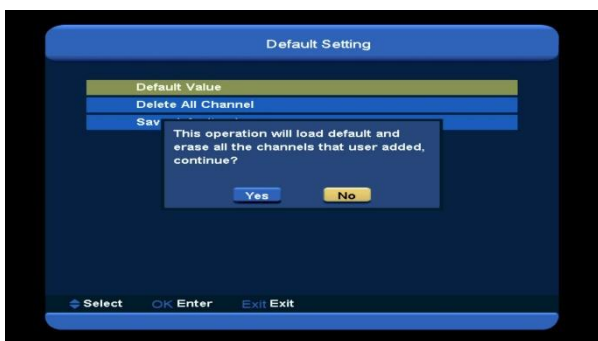 Default Setting
Default Value
Delete All Channel
This operation will load default and
erase all the channels that user added,
continue?
Yes No
Select OK Enter Exit Exit